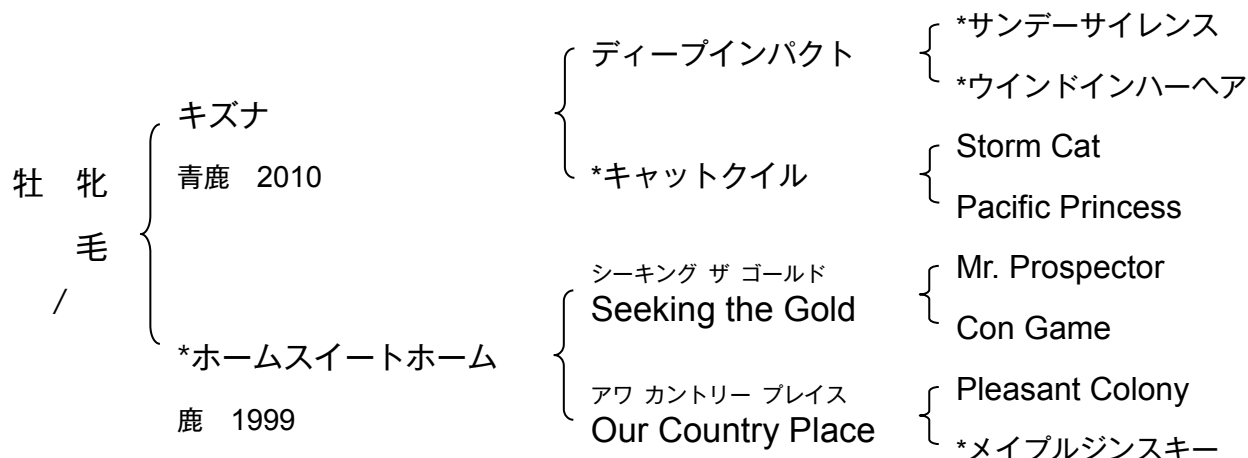 牡 牝
毛
/
キズナ
青鹿 2010
*ホームスイートホーム
鹿 1999
ディープインパクト
*キャットクイル
シーキング ザ ゴールド
Seeking the Gold
アワ カントリー プレイス
Our Country Place
*サンデーサイレンス
*ウインドインハーヘア
Storm Cat
Pacific Princess
Mr. Prospector
Con Game
Pleasant Colony
*メイプルジンスキー